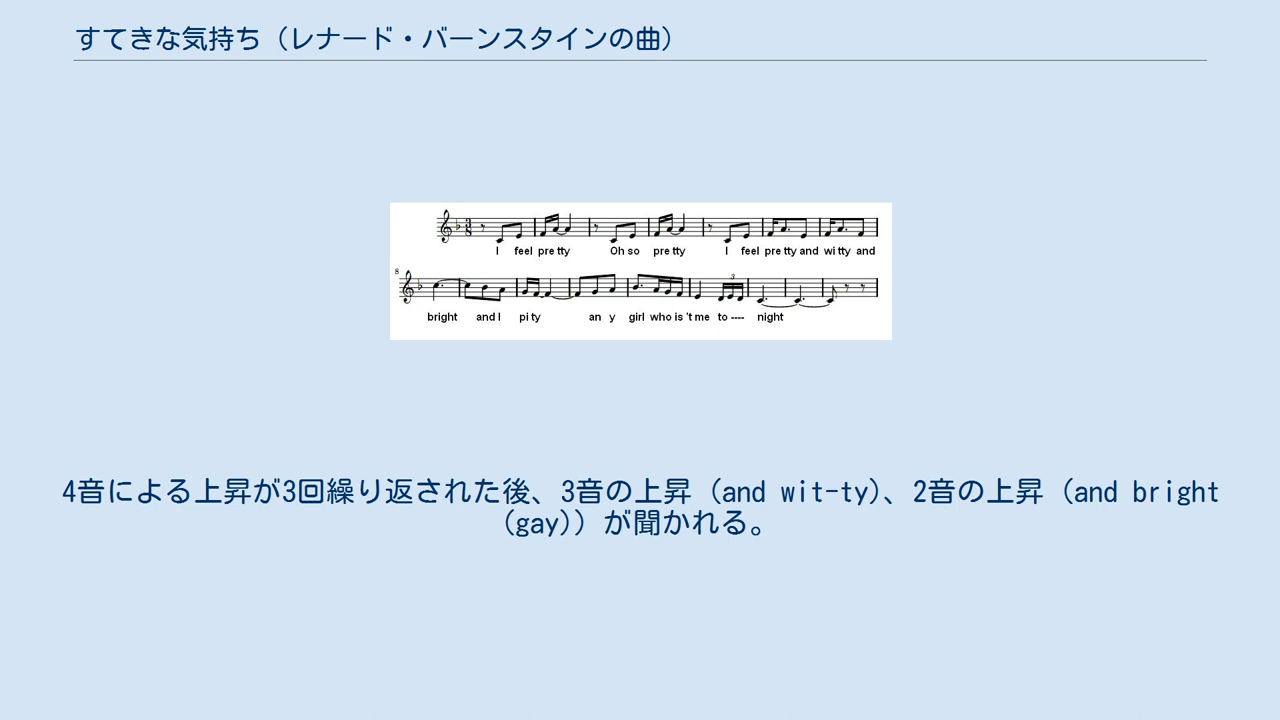 すてきな気持ち（レナード・バーンスタインの曲）
3
8
I feel pre tty Oh so pre tty I feel pre tty and wi tty and
8
3
bright and I pi ty an y girl who is 't me to ---- night
4音による上昇が3回繰り返された後、3音の上昇（and wit-ty)、2音の上昇（and bright
(gay)）が聞かれる。